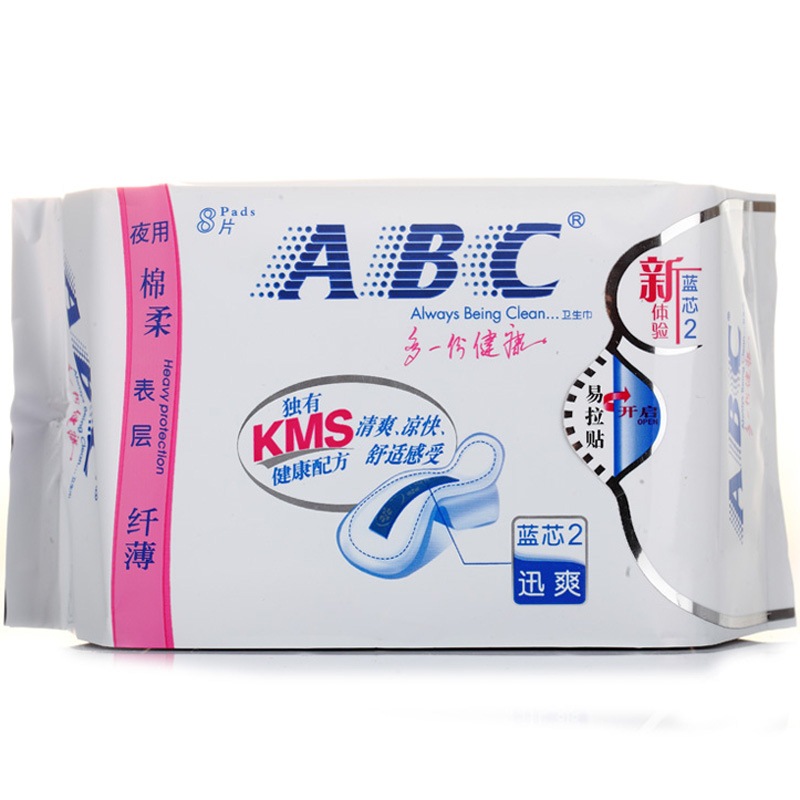 夜用
棉柔
表层
纤薄
Heavy protection
8 Pads
片
ABC®
Always Being Clean...卫生巾
多一份健康
独有
KMS
健康配方
清爽、凉快、
舒适感受
蓝芯2
迅爽
新
体验
蓝芯2
易拉贴
开启
OPEN
ABC